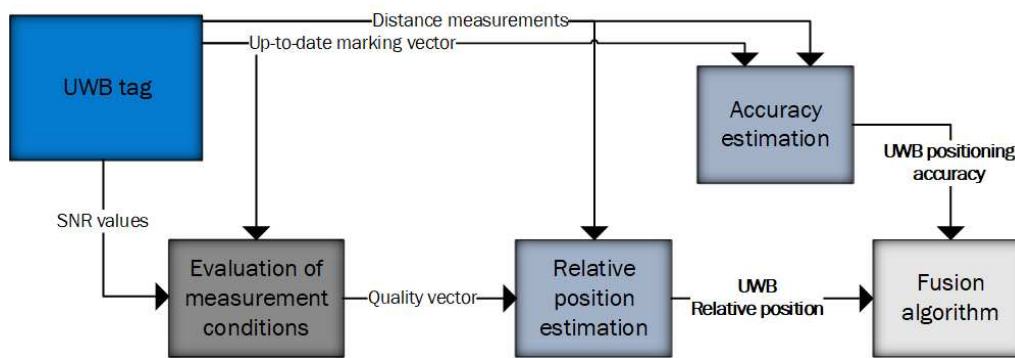 Distance measurements
Up-to-date marking vector
UWB tag
Accuracy
estimation
UWB positioning
accuracy
SNR values
Evaluation of
measurement
conditions
Quality vector
Relative
position
estimation
UWB
Relative position
Fusion
algorithm